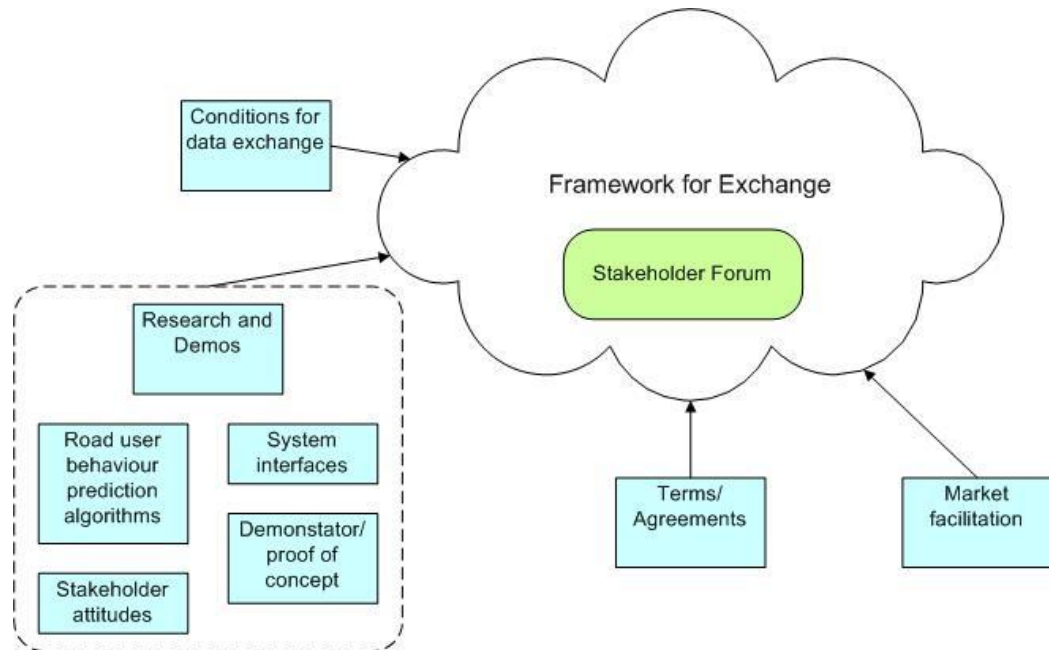 Conditions for
data exchange
Framework for Exchange
Stakeholder Forum
Research and
Demos
Road user
behaviour
prediction
algorithms
System
interfaces
Demonstator/
proof of
concept
Stakeholder
attitudes
Terms/
Agreements
Market
facilitation